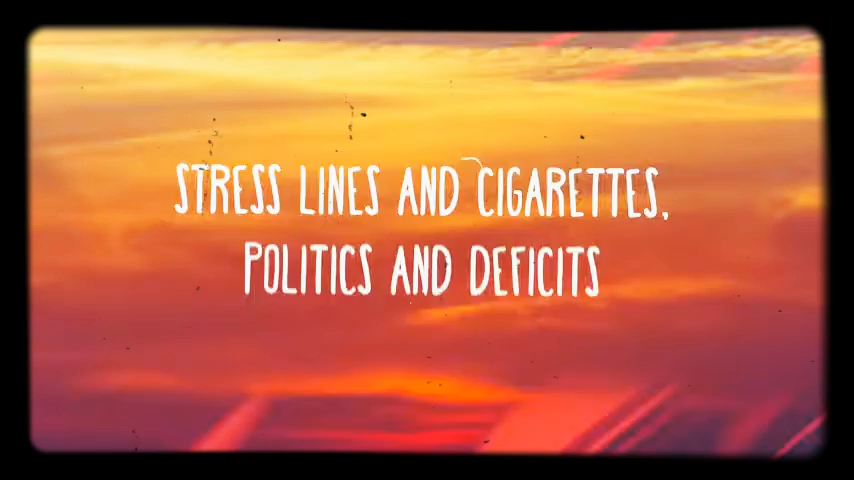 STRESS LINES AND CIGARETTES,
POLITICS AND DEFICITS